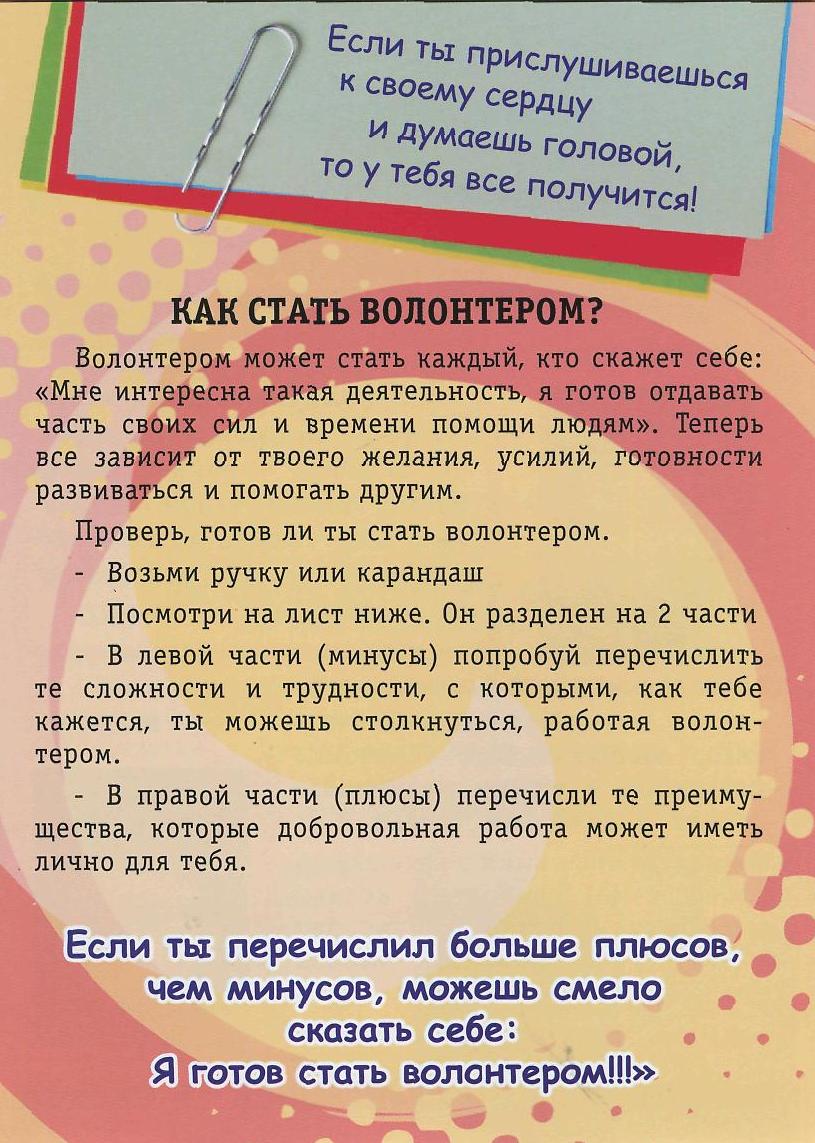 Если ты прислушиваешься
к своему сердцу
и думаешь головой,
то у тебя все получится!
КАК СТАТЬ ВОЛОНТЕРОМ?
Волонтером может стать каждый, кто скажет себе:
«Мне интересна такая деятельность, я готов отдавать
часть своих сил и времени помощи людям». Теперь
все зависит от твоего желания, усилий, готовности
развиваться и помогать другим.
Проверь, готов ли ты стать волонтером.
- Возьми ручку или карандаш
- Посмотри на лист ниже. Он разделен на 2 части
- В левой части (минусы) попробуй перечислить
те сложности и трудности, с которыми, как тебе
кажется, ты можешь столкнуться, работая волон-
тером.
- В правой части (плюсы) перечисли те преиму-
щества, которые добровольная работа может иметь
лично для тебя.
Если ты перечислил больше плюсов,
чем минусов, можешь смело
сказать себе:
Я готов стать волонтером!!!»